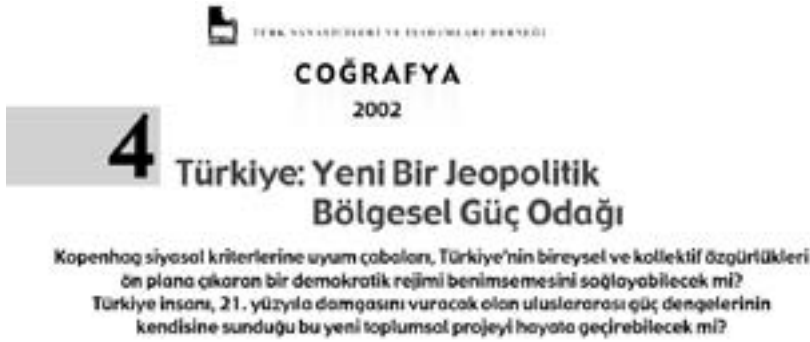 TÜRK SANAYİCİLERİ VE İŞADAMLARI DERNEĞİ
COĞRAFYA
2002
4
Türkiye: Yeni Bir Jeopolitik
Bölgesel Güç Odağı
Kopenhag siyasal kriterlerine uyum çabaları, Türkiye'nin bireysel ve kollektif özgürlükleri
ön plana çıkaran bir demokratik rejimi benimsemesini sağlayabilecek mi?
Türkiye insanı, 21. yüzyıla damgasını vuracak olan uluslararası güç dengelerinin
kendisine sunduğu bu yeni toplumsal projeyi hayata geçirebilecek mi?